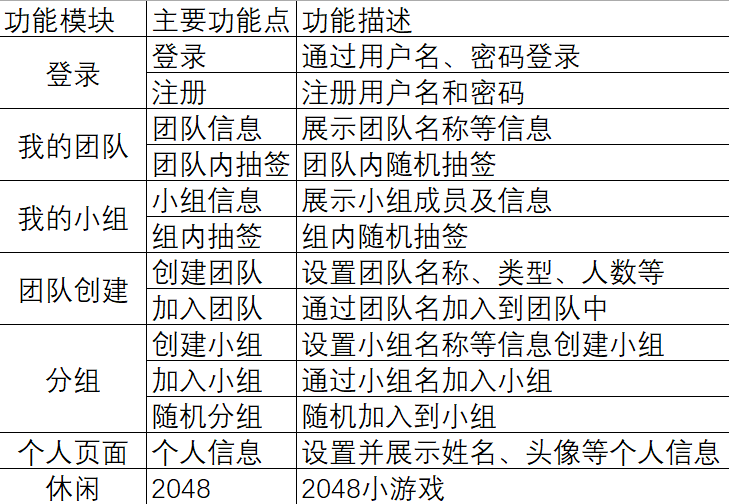 功能模块 主要功能点 功能描述
登录 登录 通过用户名、密码登录
注册 注册用户名和密码
我的团队 团队信息 展示团队名称等信息
团队内抽签 团队内随机抽签
我的小组 小组信息 展示小组成员及信息
组内抽签 组内随机抽签
团队创建 创建团队 设置团队名称、类型、人数等
加入团队 通过团队名加入到团队中
分组 创建小组 设置小组名称等信息创建小组
加入小组 通过小组名加入小组
随机分组 随机加入到小组
个人页面 个人信息 设置并展示姓名、头像等个人信息
休闲 2048 2048小游戏